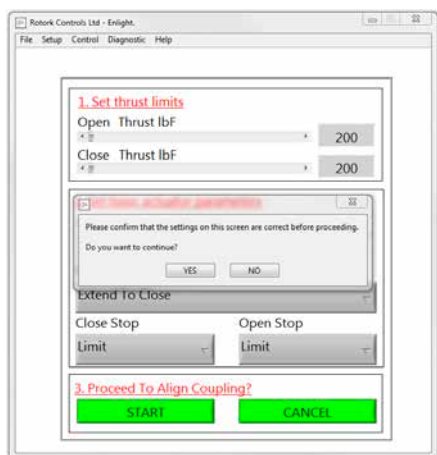 Rotork Controls Ltd - Enlight.
File Setup Control Diagnostic Help
1. Set thrust limits
Open Thrust lbF
200
Close Thrust lbF
200
Please confirm that the settings on this screen are correct before proceeding.
Do you want to continue?
YES NO
Extend To Close
Close Stop Open Stop
Limit Limit
3. Proceed To Align Coupling?
START CANCEL